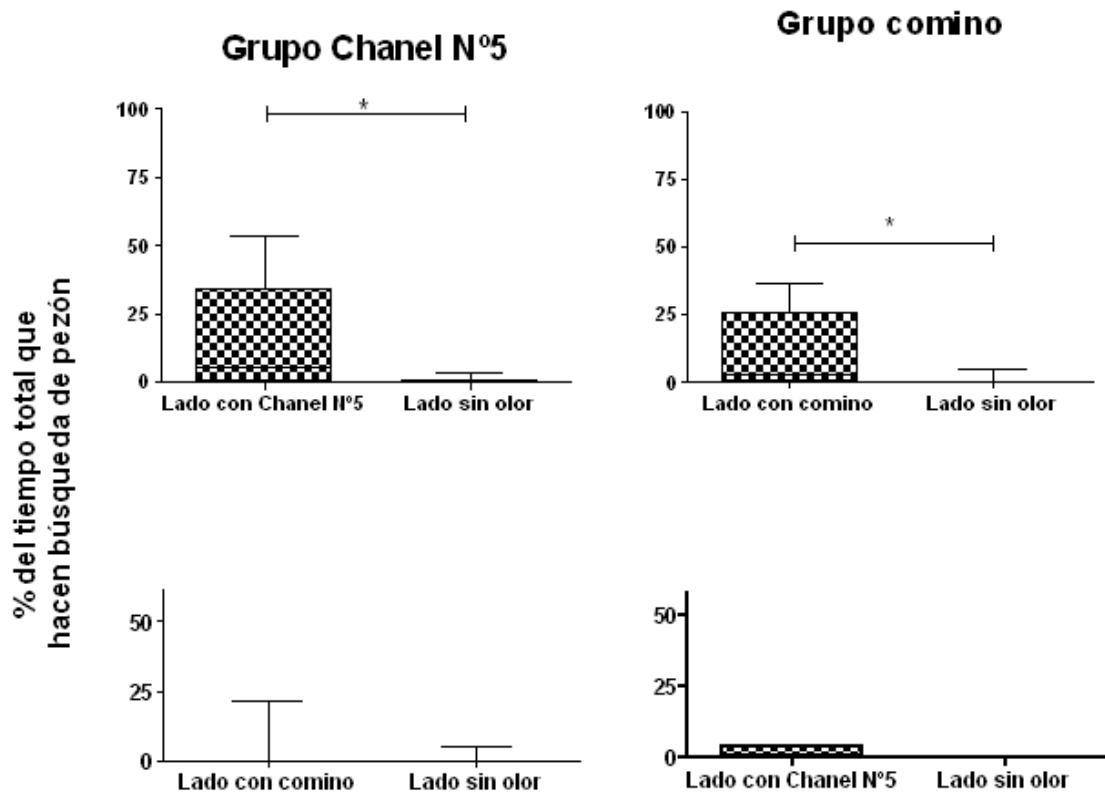 Grupo Chanel Nº5
Grupo comino
% del tiempo total que
hacen búsqueda de pezón
100
*
75
50
25
0
Lado con Chanel Nº5
Lado sin olor
100
75
*
50
25
0
Lado con comino
Lado sin olor
50
25
0
Lado con comino
Lado sin olor
50
25
0
Lado con Chanel Nº5
Lado sin olor